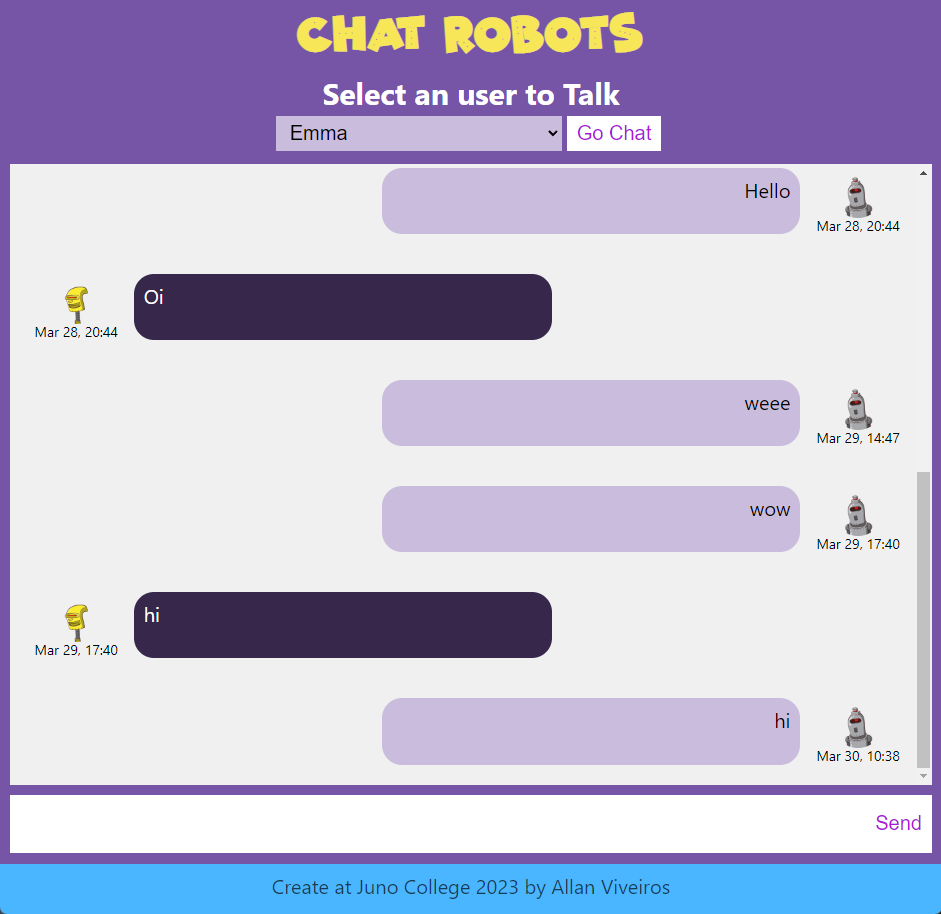 CHAT ROBOTS
Select an user to Talk
Emma
Go Chat
Hello
Mar 28, 20:44
Oi
Mar 28, 20:44
weee
Mar 29, 14:47
wow
Mar 29, 17:40
hi
Mar 29, 17:40
hi
Mar 30, 10:38
Send
Create at Juno College 2023 by Allan Viveiros